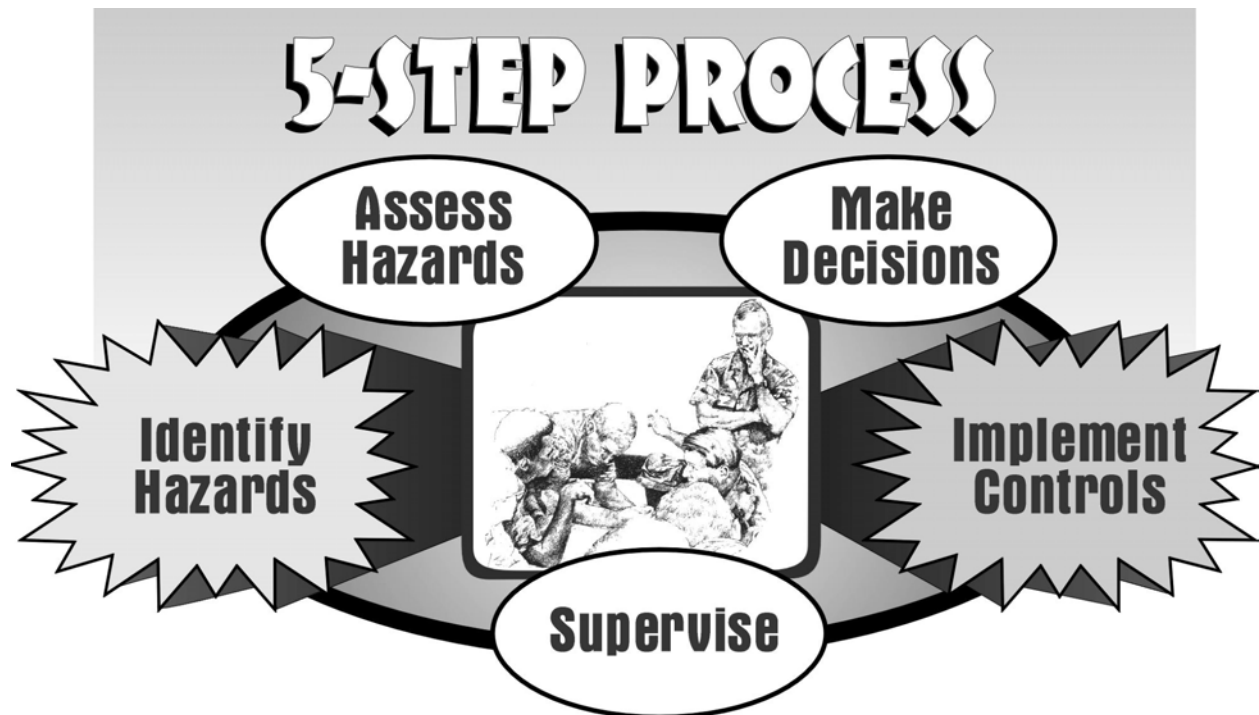 5-STEP PROCESS
Assess
Hazards
Make
Decisions
Identify
Hazards
Implement
Controls
Supervise